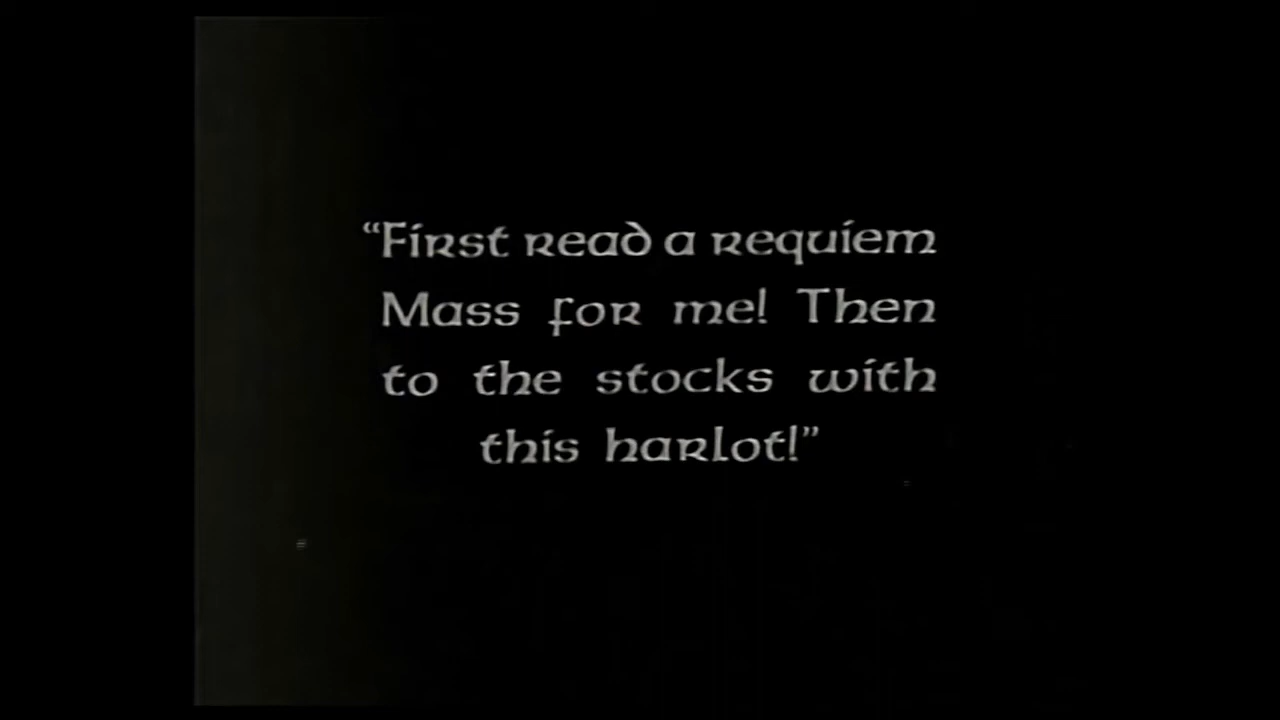 “First read a requiem
Mass for me! Then
to the stocks with
this harlot!”